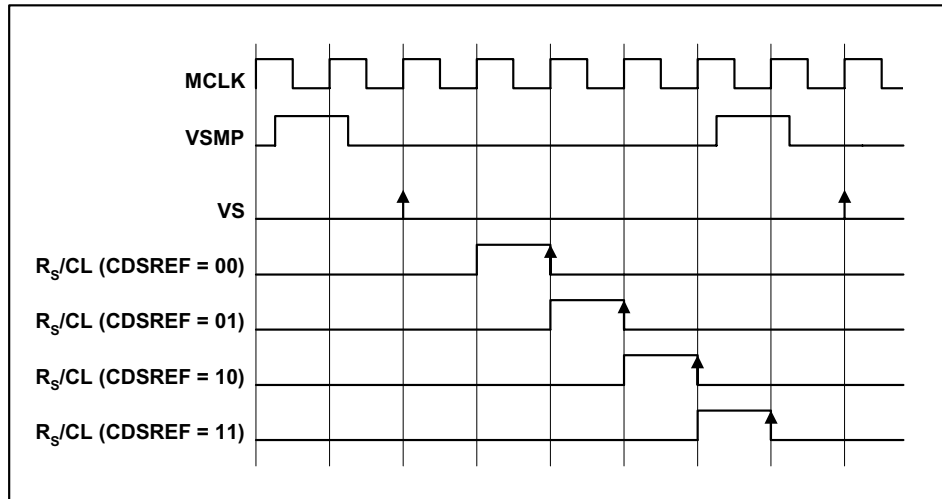 MCLK
VSMP
VS
RS/CL (CDSREF = 00)
RS/CL (CDSREF = 01)
RS/CL (CDSREF = 10)
RS/CL (CDSREF = 11)